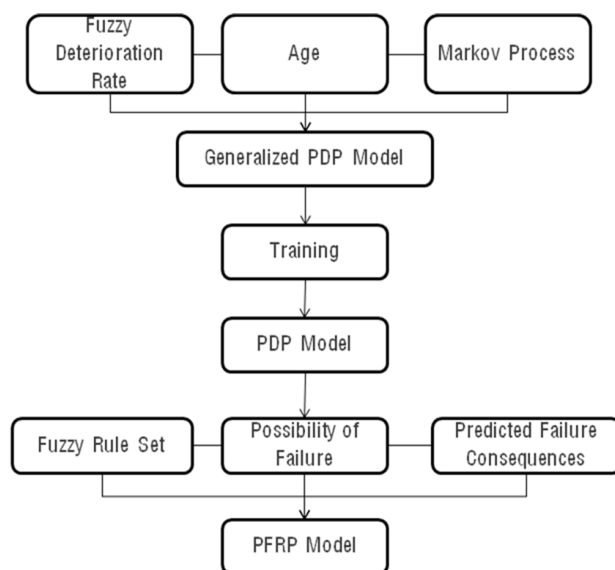 Fuzzy
Deterioration
Rate
Age
Markov Process
Generalized PDP Model
Training
PDP Model
Fuzzy Rule Set
Possibility of
Failure
Predicted Failure
Consequences
PFRP Model